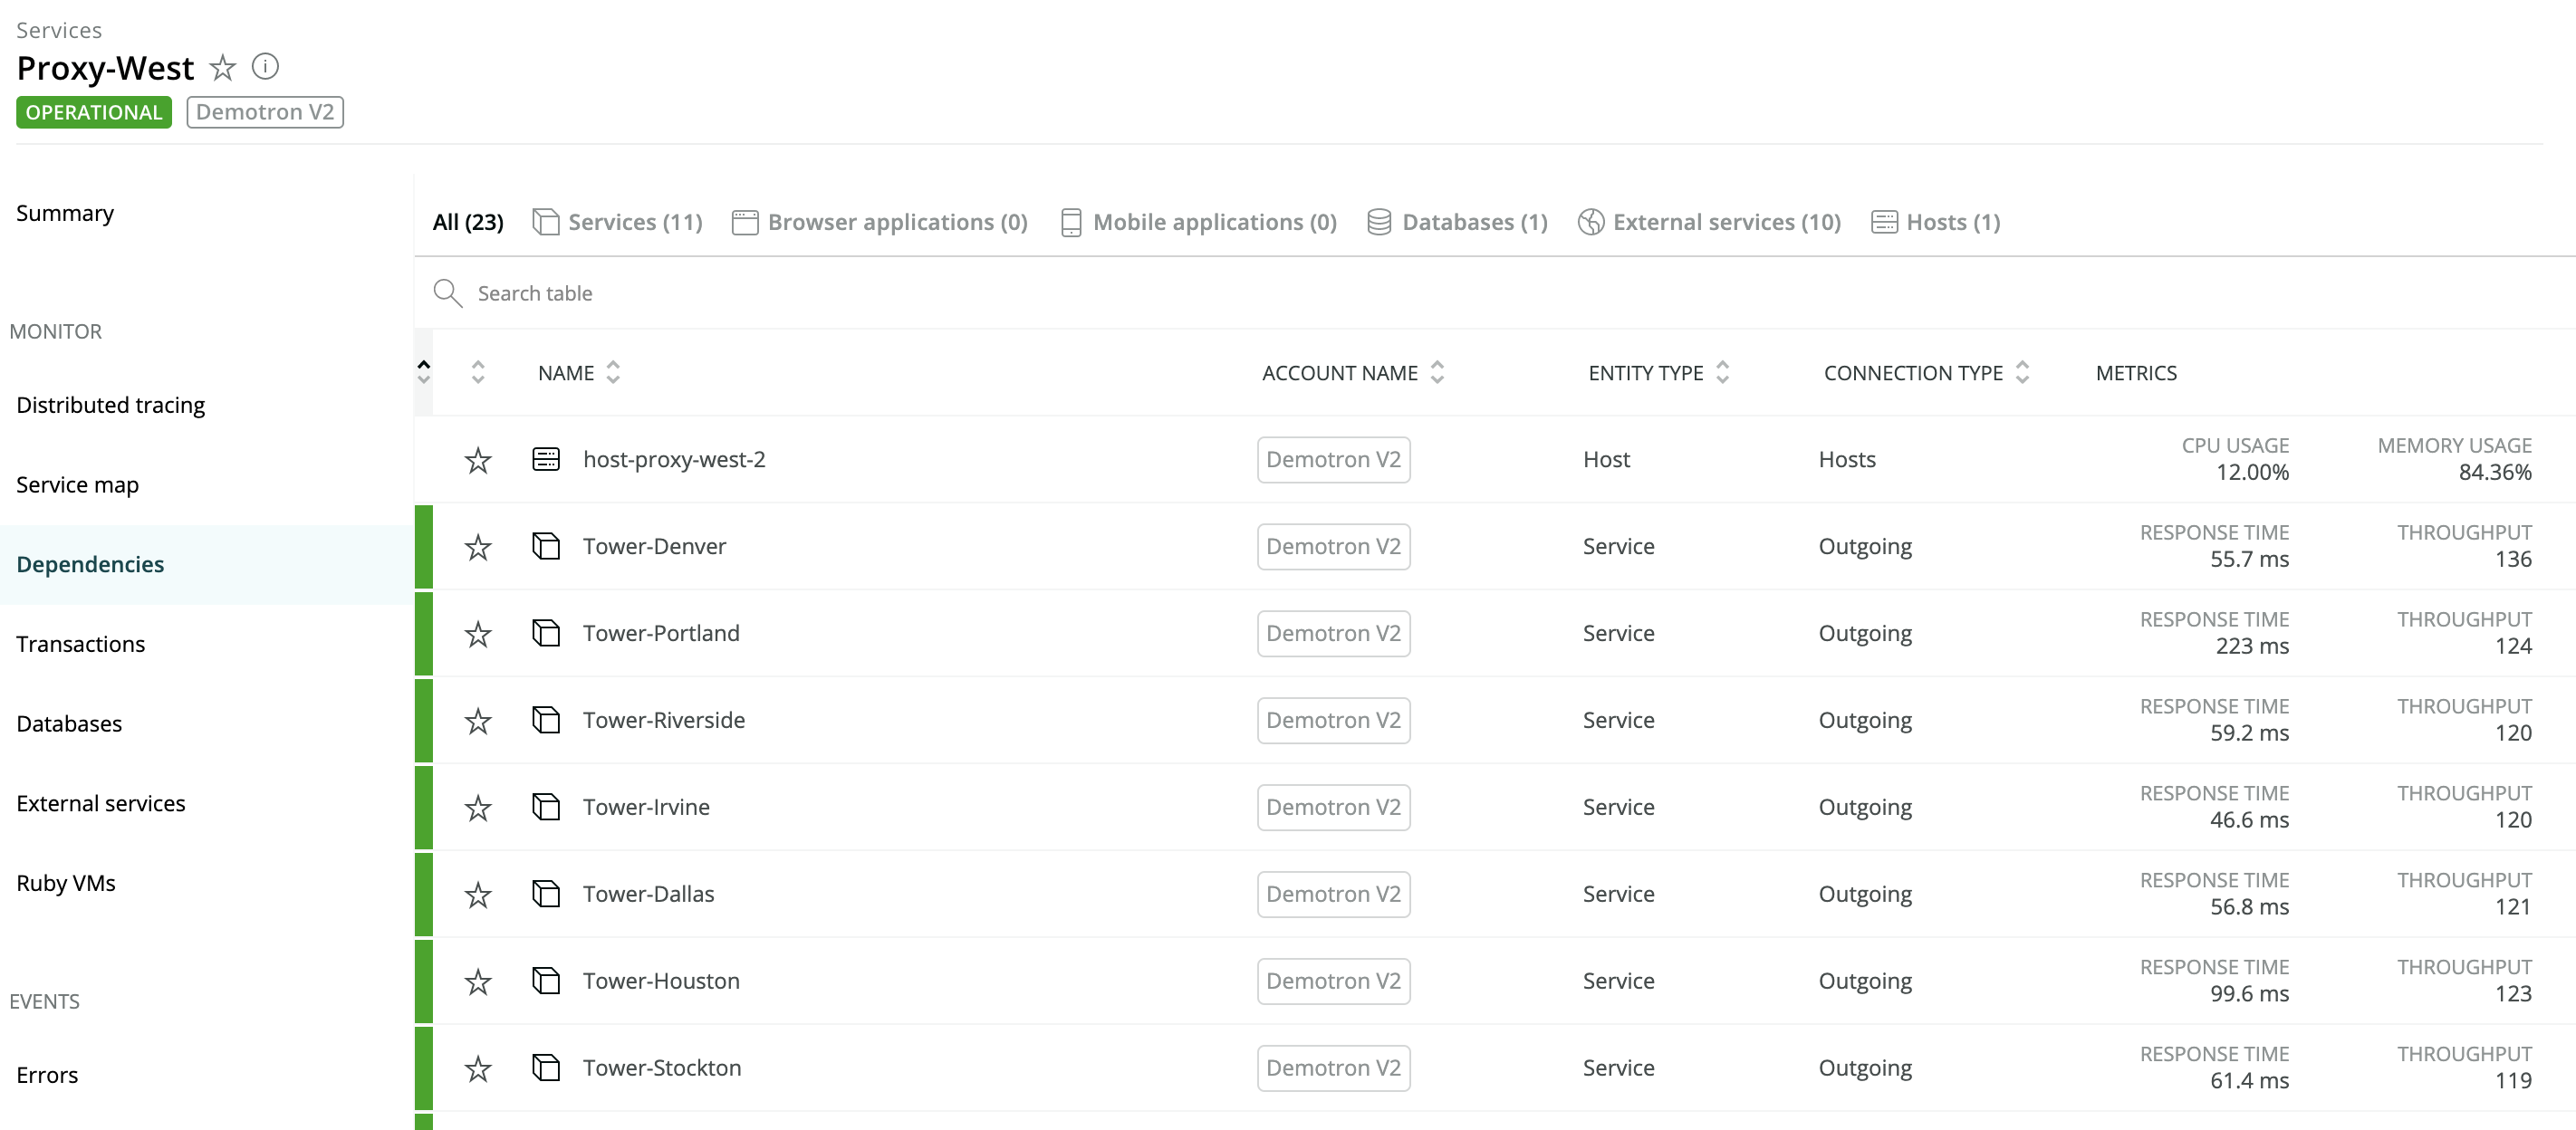 Services
Proxy-West
OPERATIONAL Demotron V2
Summary
MONITOR
Distributed tracing
Service map
Dependencies
Transactions
Databases
External services
Ruby VMs
EVENTS
Errors
All (23) Services (11) Browser applications (0) Mobile applications (0) Databases (1) External services (10) Hosts (1)
Search table
NAME ACCOUNT NAME ENTITY TYPE CONNECTION TYPE METRICS
host-proxy-west-2 Demotron V2 Host Hosts CPU USAGE 12.00% MEMORY USAGE 84.36%
Tower-Denver Demotron V2 Service Outgoing RESPONSE TIME 55.7 ms THROUGHPUT 136
Tower-Portland Demotron V2 Service Outgoing RESPONSE TIME 223 ms THROUGHPUT 124
Tower-Riverside Demotron V2 Service Outgoing RESPONSE TIME 59.2 ms THROUGHPUT 120
Tower-Irvine Demotron V2 Service Outgoing RESPONSE TIME 46.6 ms THROUGHPUT 120
Tower-Dallas Demotron V2 Service Outgoing RESPONSE TIME 56.8 ms THROUGHPUT 121
Tower-Houston Demotron V2 Service Outgoing RESPONSE TIME 99.6 ms THROUGHPUT 123
Tower-Stockton Demotron V2 Service Outgoing RESPONSE TIME 61.4 ms THROUGHPUT 119